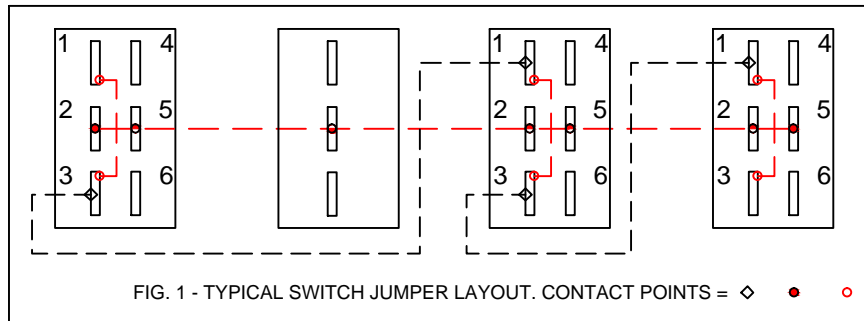 1 4 1 4 1 4
2 5 2 5 2 5
3 6 3 6 3 6
FIG. 1 - TYPICAL SWITCH JUMPER LAYOUT. CONTACT POINTS =